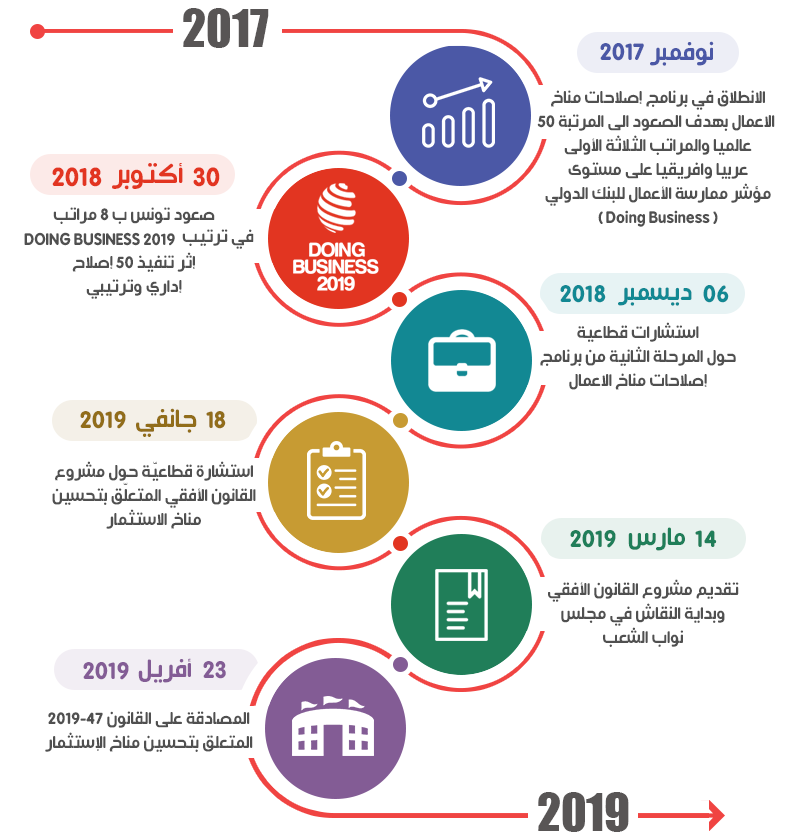 2017
نوفمبر 2017
الانطلاق في برنامج إصلاحات مناخ
الاعمال بهدف الصعود الى المرتبة 50
عالميا والمراتب الثلاثة الأولى
عربيا وافريقيا على مستوى
مؤشر ممارسة الأعمال للبنك الدولي
( Doing Business )
30 أكتوبر 2018
صعود تونس ب 8 مراتب
في ترتيب DOING BUSINESS 2019
إثر تنفيذ 50 إصلاح
إداري وترتيبي
DOING
BUSINESS
2019
06 ديسمبر 2018
استشارات قطاعية
حول المرحلة الثانية من برنامج
إصلاحات مناخ الاعمال
18 جانفي 2019
استشارة قطاعيّة حول مشروع
القانون الأفقي المتعلّق بتحسين
مناخ الاستثمار
14 مارس 2019
تقديم مشروع القانون الأفقي
وبداية النقاش في مجلس
نواب الشعب
23 أفريل 2019
المصادقة على القانون 47-2019
المتعلق بتحسين مناخ الإستثمار
2019